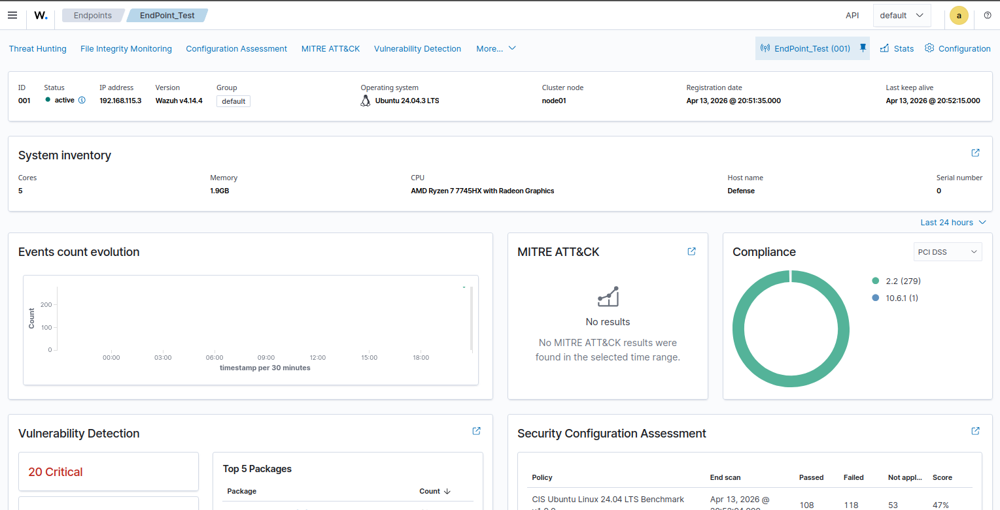 W. Endpoints EndPoint_Test API default a
Threat Hunting File Integrity Monitoring Configuration Assessment MITRE ATT&CK Vulnerability Detection More... EndPoint_Test (001) Stats Configuration
ID Status IP address Version Group Operating system Cluster node Registration date Last keep alive
001 active 192.168.115.3 Wazuh v4.14.4 default Ubuntu 24.04.3 LTS node01 Apr 13, 2026 @ 20:51:35.000 Apr 13, 2026 @ 20:52:15.000
System inventory
Cores Memory CPU Host name Serial number
5 1.9GB AMD Ryzen 7 7745HX with Radeon Graphics Defense 0
Last 24 hours
Events count evolution
Count
200
100
0
00:00 03:00 06:00 09:00 12:00 15:00 18:00
timestamp per 30 minutes
MITRE ATT&CK
No results
No MITRE ATT&CK results were
found in the selected time range.
Compliance PCI DSS
2.2 (279)
10.6.1 (1)
Vulnerability Detection
20 Critical
Top 5 Packages
Package Count
Security Configuration Assessment
Policy End scan Passed Failed Not appl... Score
CIS Ubuntu Linux 24.04 LTS Benchmark Apr 13, 2026 @
108 118 53 47%